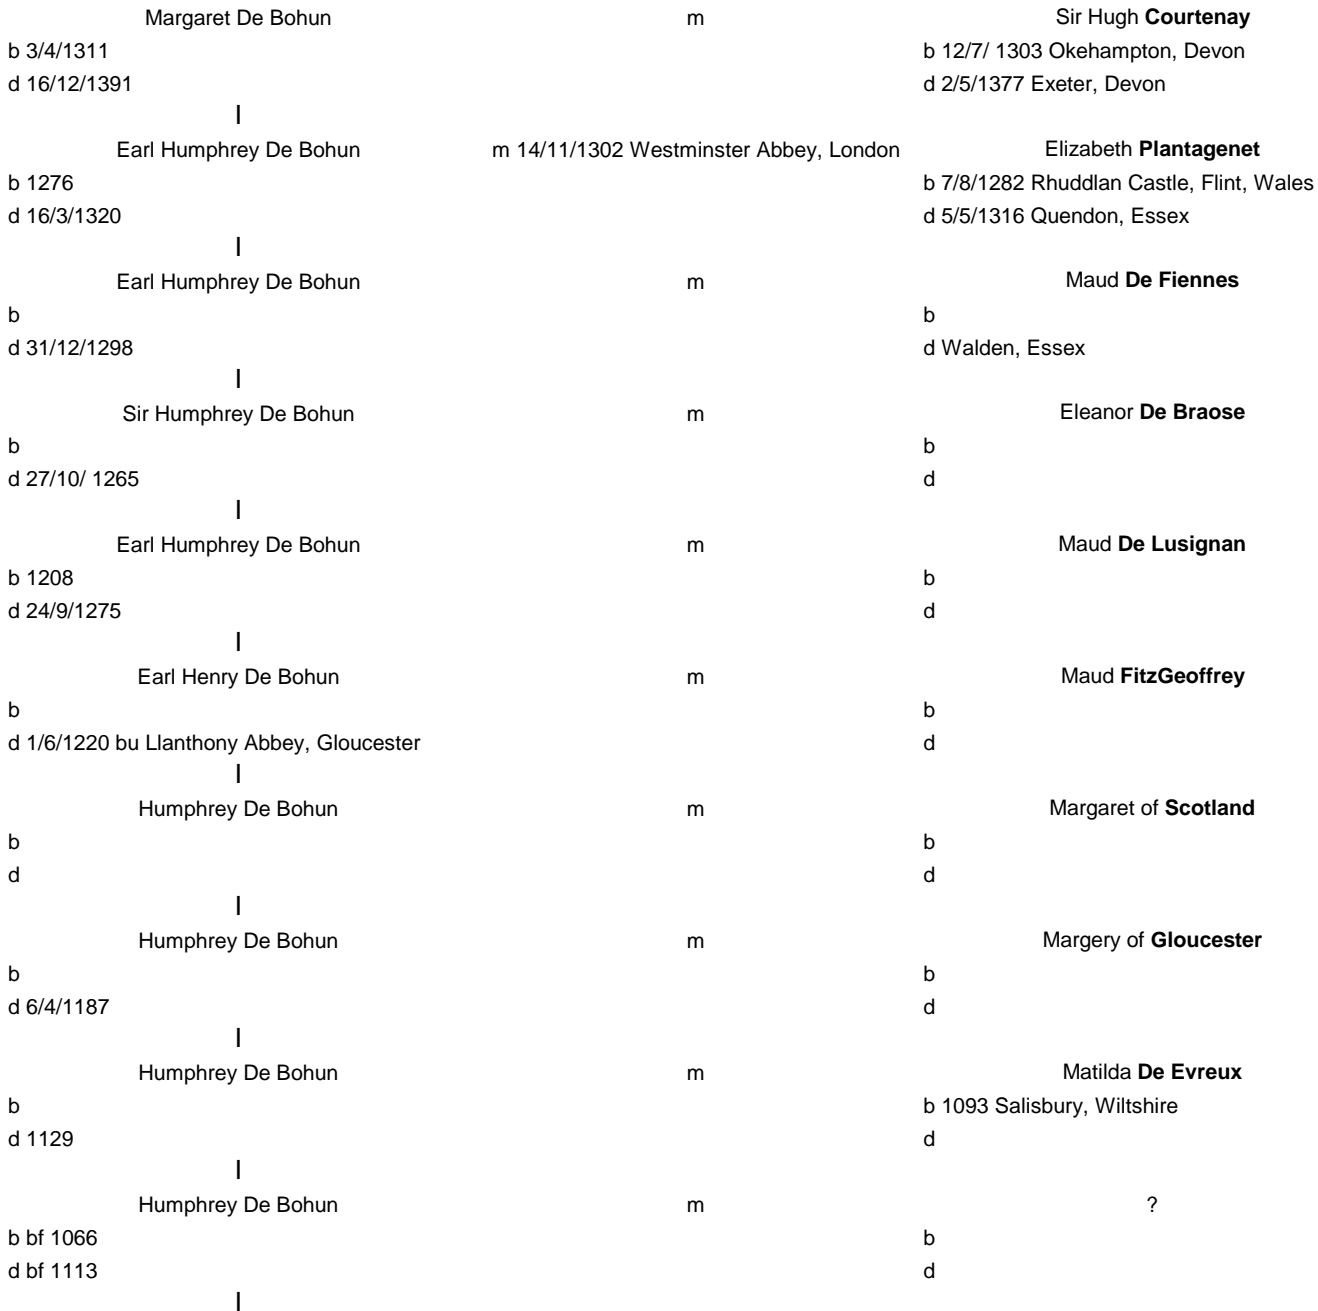 Margaret De Bohun m Sir Hugh Courtenay
b 3/4/1311 b 12/7/ 1303 Okehampton, Devon
d 16/12/1391 d 2/5/1377 Exeter, Devon
|
Earl Humphrey De Bohun m 14/11/1302 Westminster Abbey, London Elizabeth Plantagenet
b 1276 b 7/8/1282 Rhuddlan Castle, Flint, Wales
d 16/3/1320 d 5/5/1316 Quendon, Essex
|
Earl Humphrey De Bohun m Maud De Fiennes
b b
d 31/12/1298 d Walden, Essex
|
Sir Humphrey De Bohun m Eleanor De Braose
b b
d 27/10/ 1265 d
|
Earl Humphrey De Bohun m Maud De Lusignan
b 1208 b
d 24/9/1275 d
|
Earl Henry De Bohun m Maud FitzGeoffrey
b b
d 1/6/1220 bu Llanthony Abbey, Gloucester d
|
Humphrey De Bohun m Margaret of Scotland
b b
d d
|
Humphrey De Bohun m Margery of Gloucester
b b
d 6/4/1187 d
|
Humphrey De Bohun m Matilda De Evreux
b b 1093 Salisbury, Wiltshire
d 1129 d
|
Humphrey De Bohun m ?
b bf 1066 b
d bf 1113 d
|